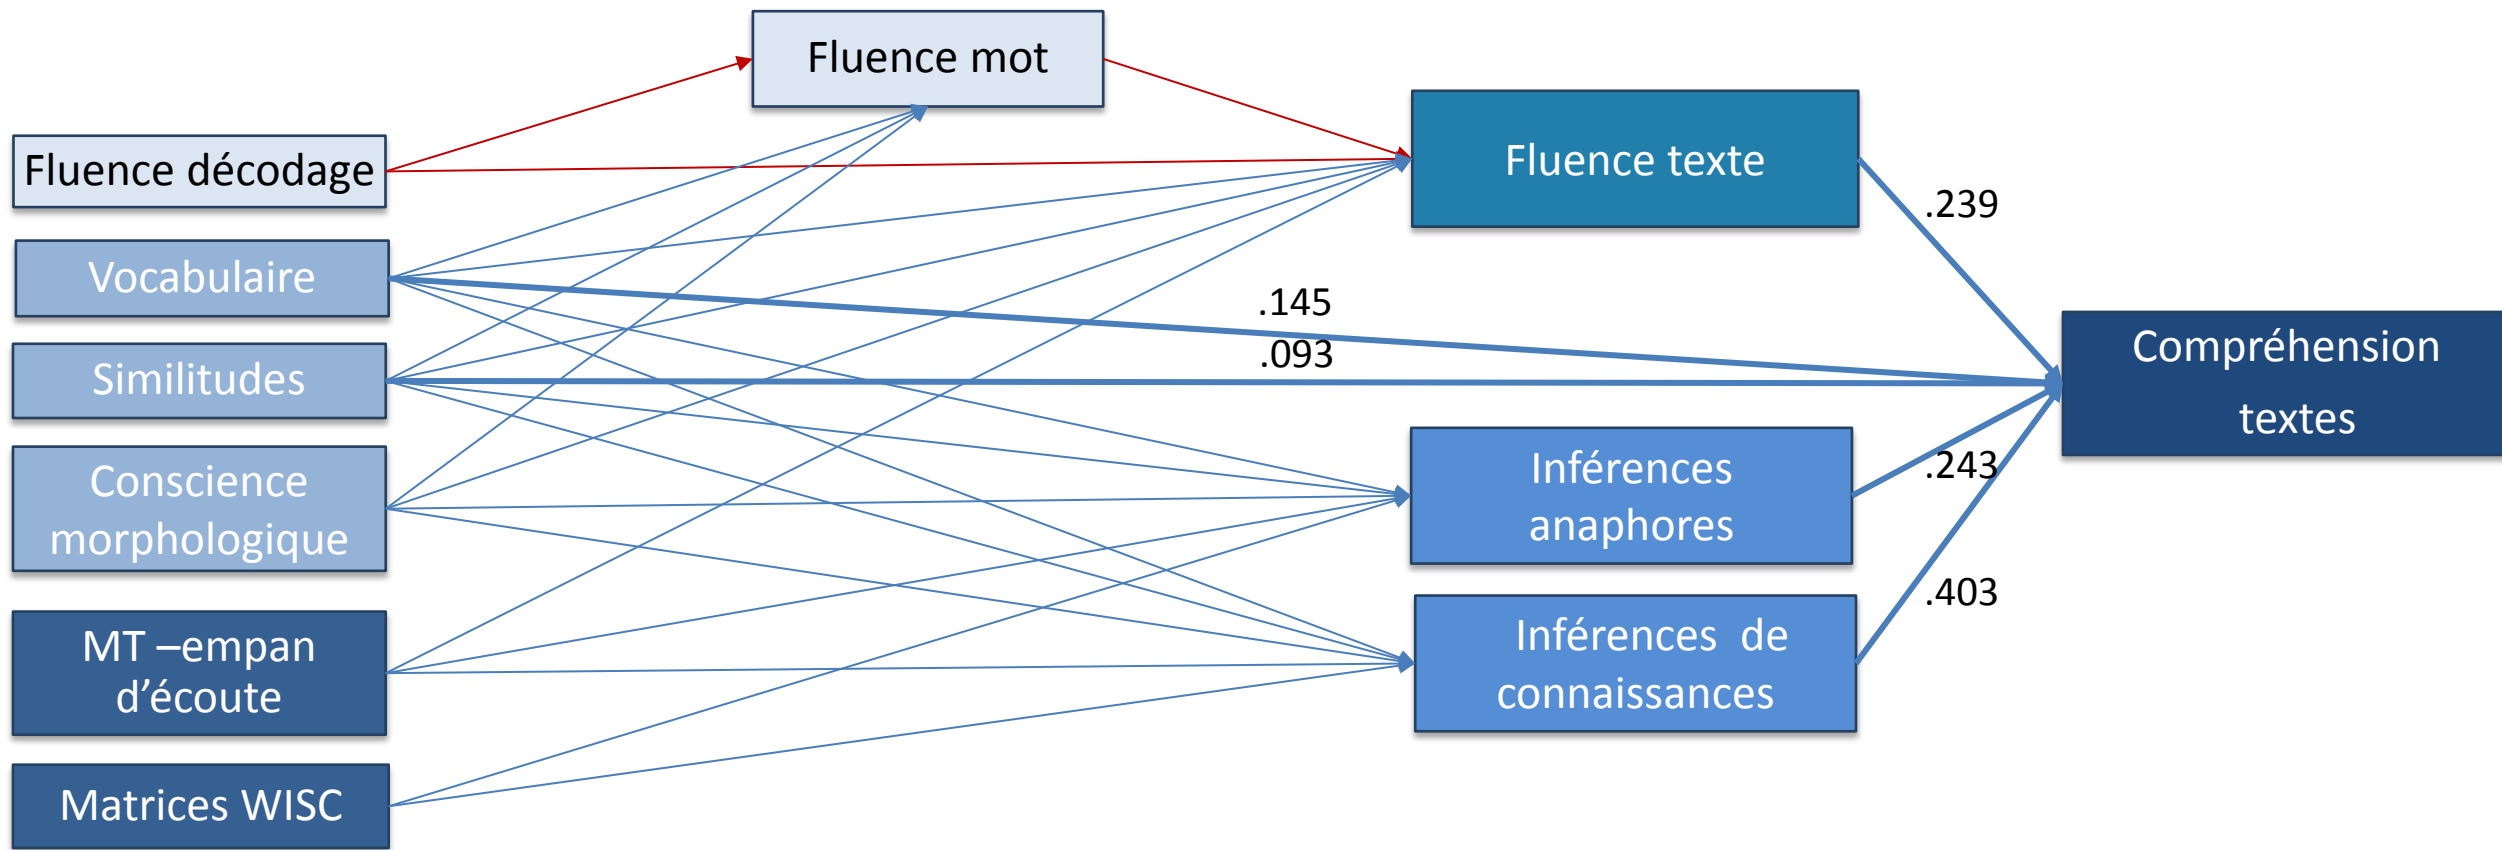 Fluence mot
Fluence décodage
Fluence texte
.239
Vocabulaire
.145
Similitudes
.093
Compréhension
textes
Conscience
morphologique
Inférences
anaphores
.243
MT –empan
d’écoute
Inférences de
connaissances
.403
Matrices WISC